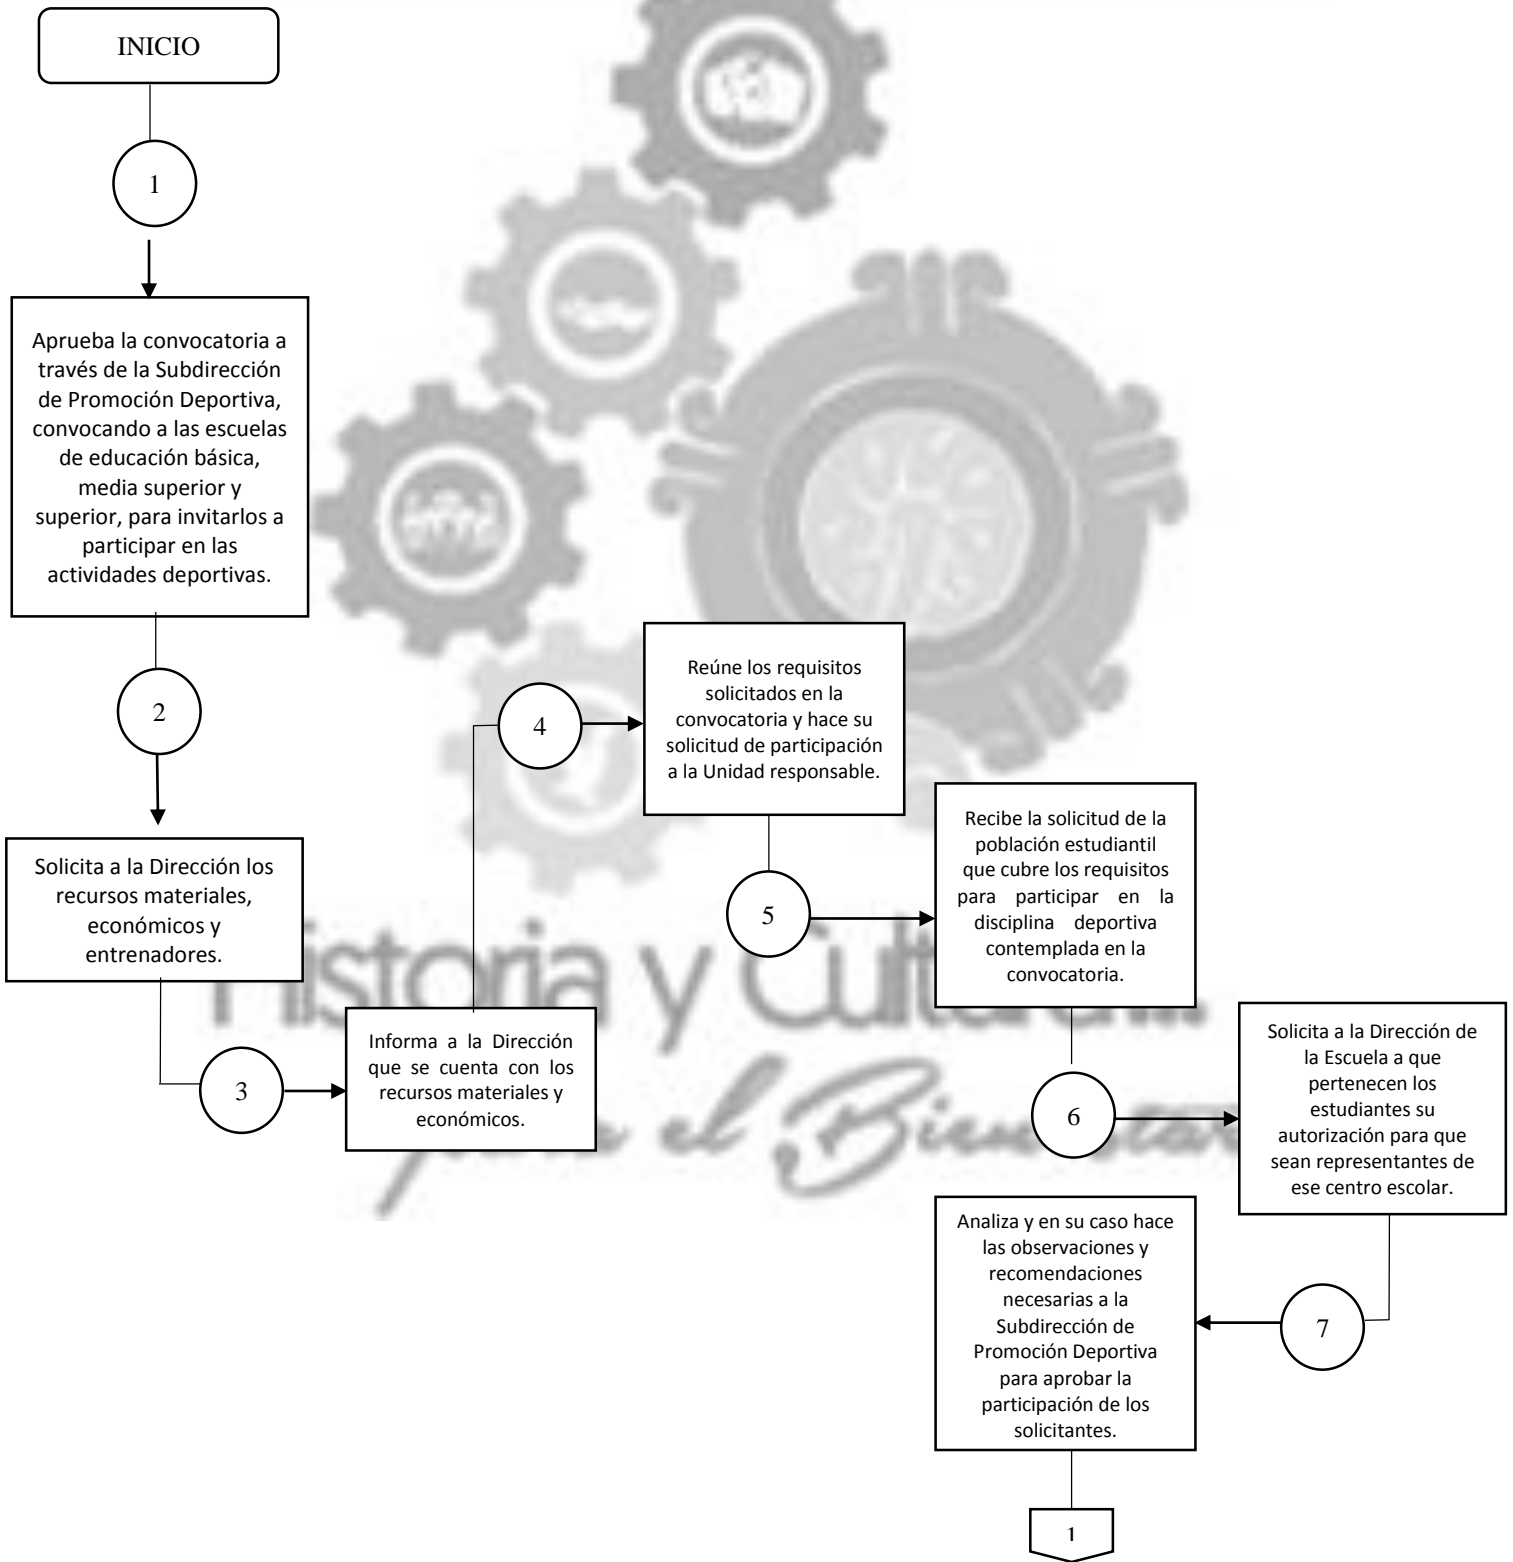 INICIO
1
Aprueba la convocatoria a
través de la Subdirección
de Promoción Deportiva,
convocando a las escuelas
de educación básica,
media superior y
superior, para invitarlos a
participar en las
actividades deportivas.
2
Solicita a la Dirección los
recursos materiales,
económicos y
entrenadores.
3
Informa a la Dirección
que se cuenta con los
recursos materiales y
económicos.
4
Reúne los requisitos
solicitados en la
convocatoria y hace su
solicitud de participación
a la Unidad responsable.
5
Recibe la solicitud de la
población estudiantil
que cubre los requisitos
para participar en la
disciplina deportiva
contemplada en la
convocatoria.
6
Solicita a la Dirección de
la Escuela a que
pertenecen los
estudiantes su
autorización para que
sean representantes de
ese centro escolar.
7
Analiza y en su caso hace
las observaciones y
recomendaciones
necesarias a la
Subdirección de
Promoción Deportiva
para aprobar la
participación de los
solicitantes.
1
Historia y Cultura...
el Bienestar